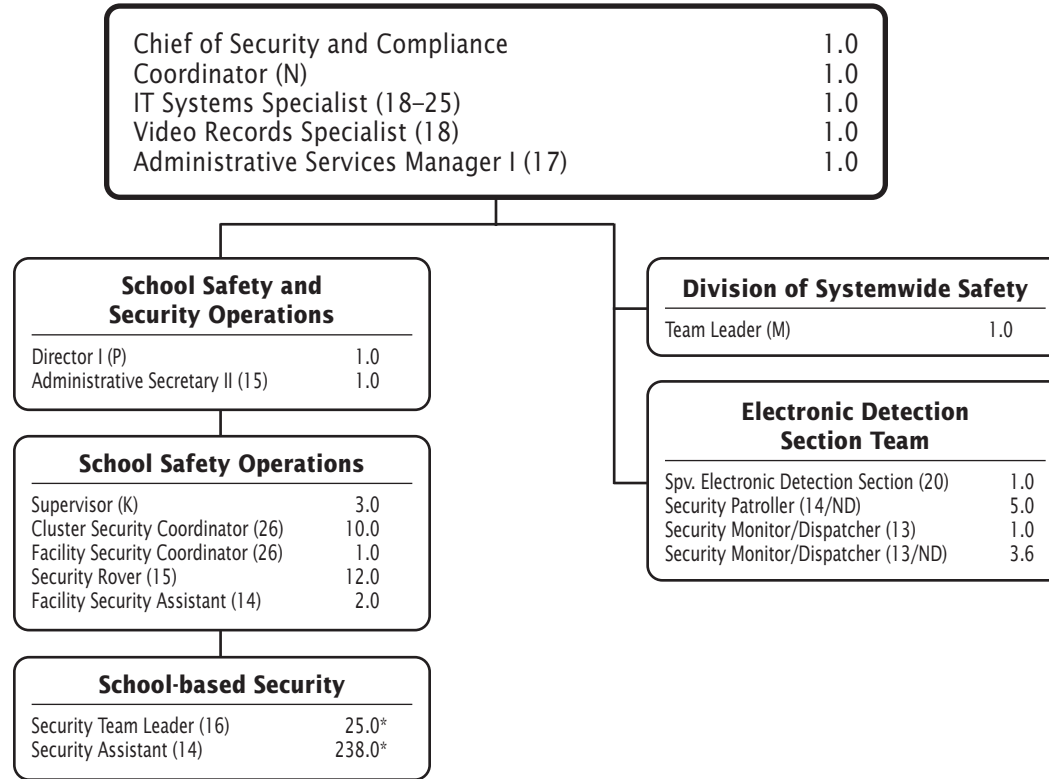 Chief of Security and Compliance 1.0
Coordinator (N) 1.0
IT Systems Specialist (18–25) 1.0
Video Records Specialist (18) 1.0
Administrative Services Manager I (17) 1.0
School Safety and
Security Operations
Director I (P) 1.0
Administrative Secretary II (15) 1.0
School Safety Operations
Supervisor (K) 3.0
Cluster Security Coordinator (26) 10.0
Facility Security Coordinator (26) 1.0
Security Rover (15) 12.0
Facility Security Assistant (14) 2.0
School-based Security
Security Team Leader (16) 25.0*
Security Assistant (14) 238.0*
Division of Systemwide Safety
Team Leader (M) 1.0
Electronic Detection
Section Team
Spv. Electronic Detection Section (20) 1.0
Security Patroller (14/ND) 5.0
Security Monitor/Dispatcher (13) 1.0
Security Monitor/Dispatcher (13/ND) 3.6